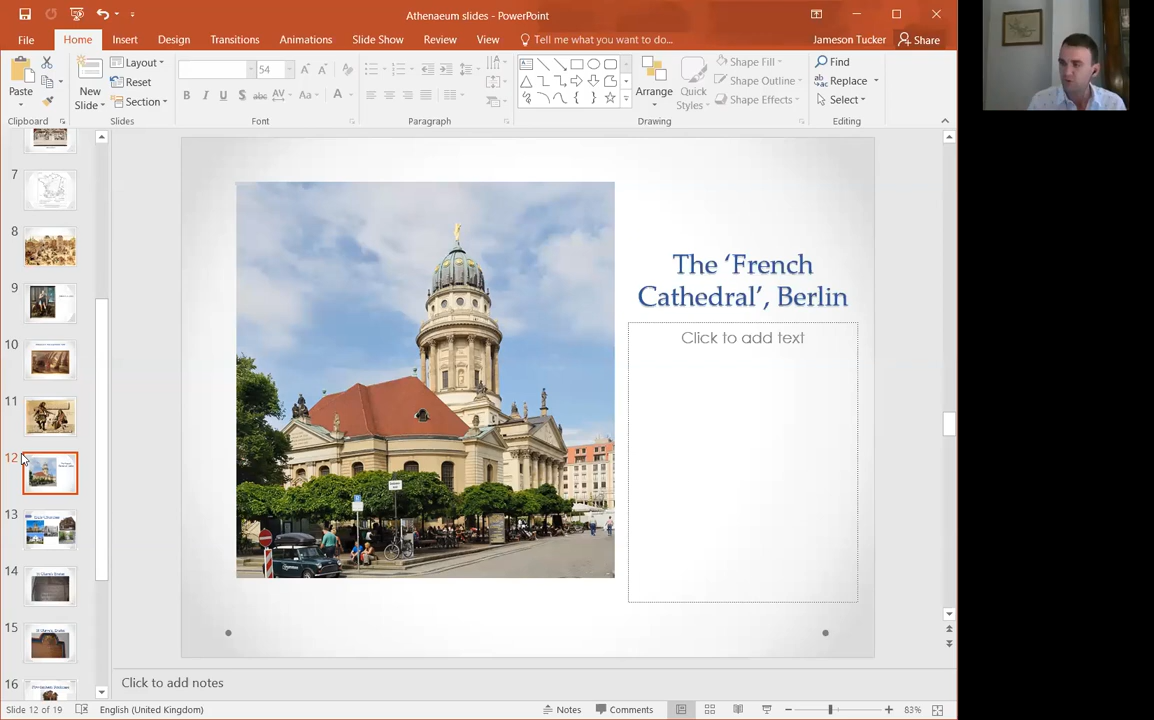 Athenaeum slides - PowerPoint
File Home Insert Design Transitions Animations Slide Show Review View Tell me what you want to do... Jameson Tucker Share
Paste
New
Slide
Layout
Reset
Section
54
B I U S abc AV Aa A
Arrange
Quick
Styles
Shape Fill
Shape Outline
Shape Effects
Find
Replace
Select
Clipboard Slides Font Paragraph Drawing Editing
7
8
9
10
11
12
13
14
15
16
The ‘French
Cathedral’, Berlin
Click to add text
Click to add notes
Slide 12 of 19 English (United Kingdom) Notes Comments 83%